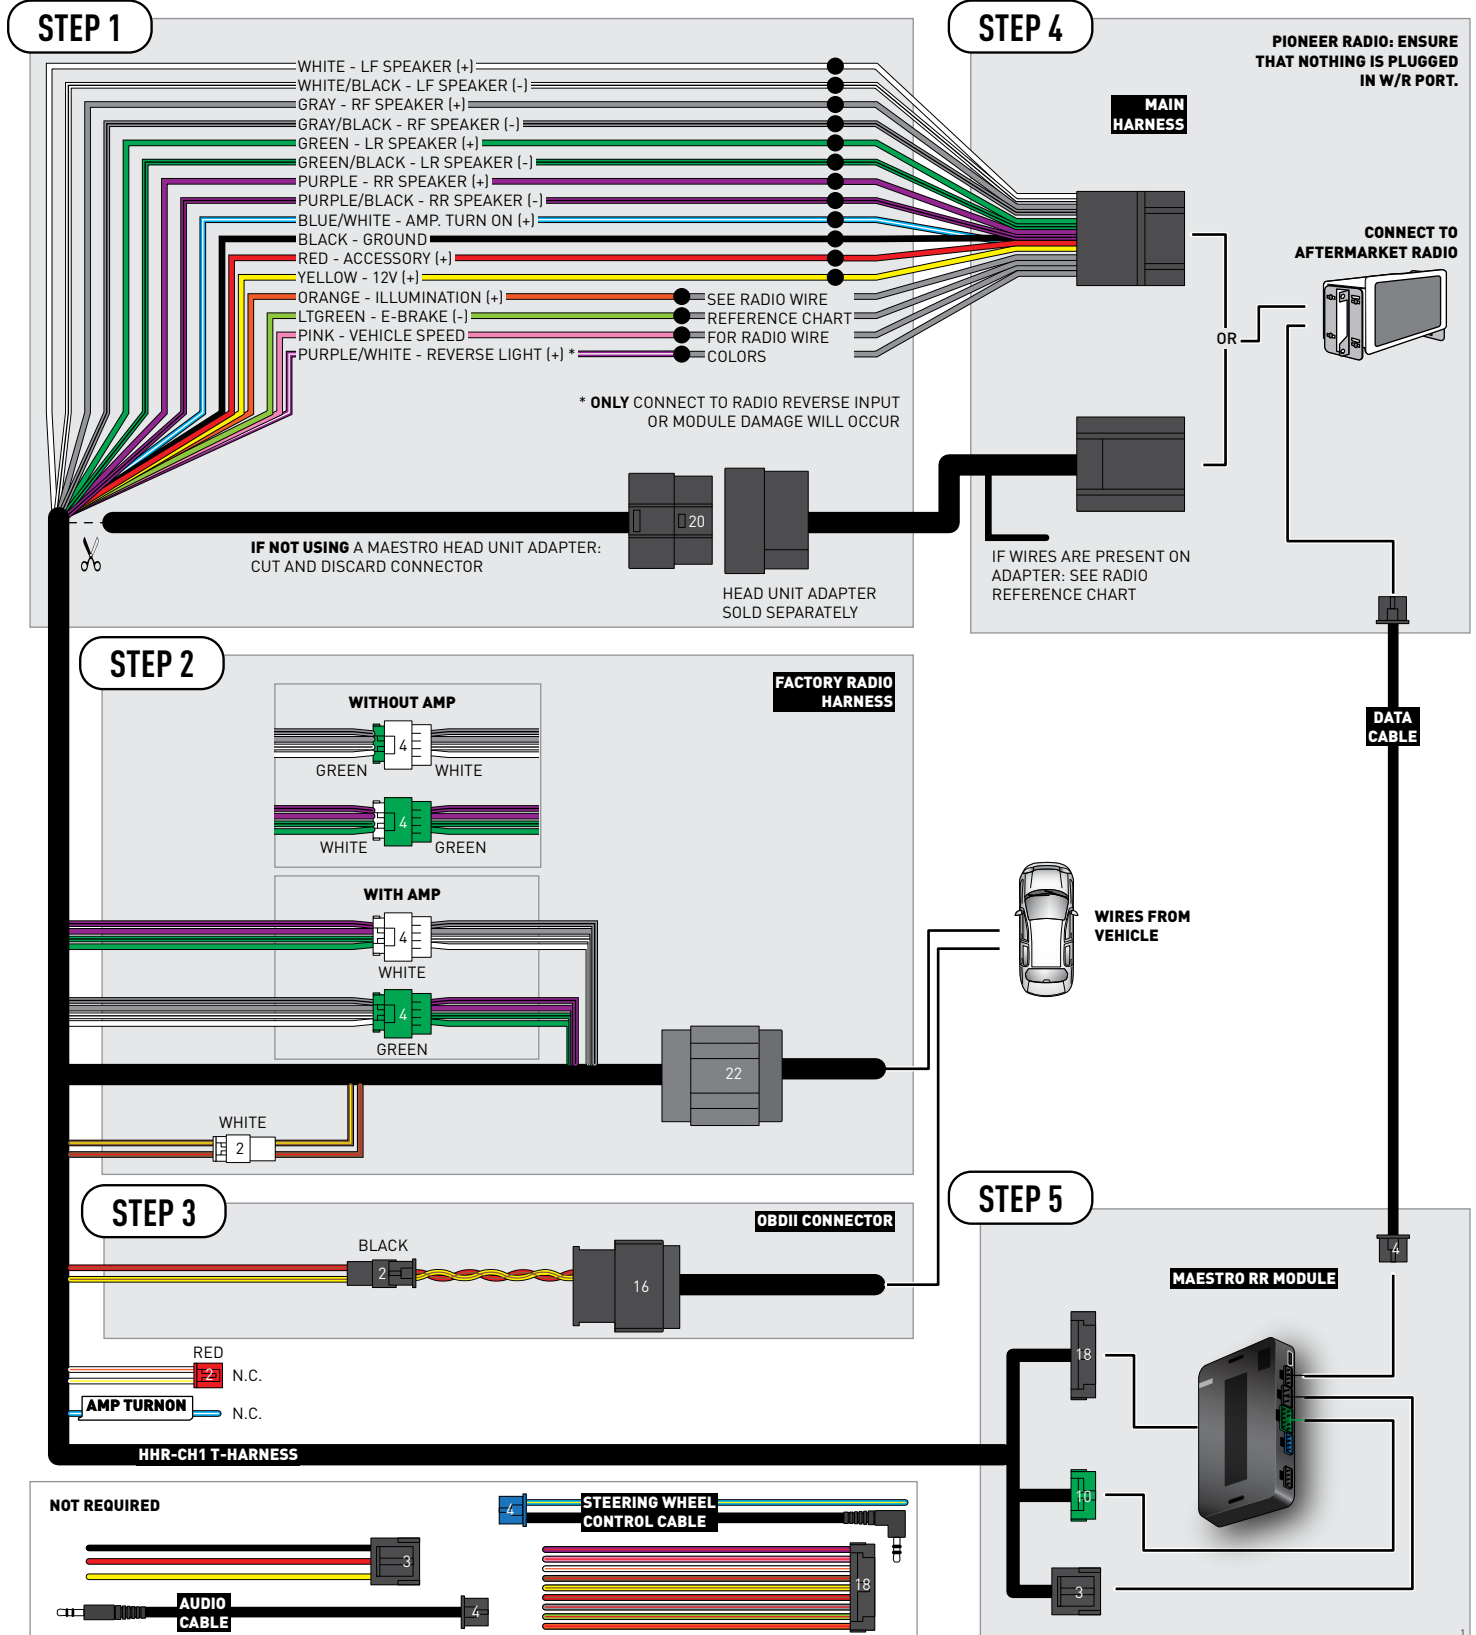 STEP 1
WHITE - LF SPEAKER (+)
WHITE/BLACK - LF SPEAKER (-)
GRAY - RF SPEAKER (+)
GRAY/BLACK - RF SPEAKER (-)
GREEN - LR SPEAKER (+)
GREEN/BLACK - LR SPEAKER (-)
PURPLE - RR SPEAKER (+)
PURPLE/BLACK - RR SPEAKER (-)
BLUE/WHITE - AMP. TURN ON (+)
BLACK - GROUND
RED - ACCESSORY (+)
YELLOW - 12V (+)
ORANGE - ILLUMINATION (+)
LTGREEN - E-BRAKE (-)
PINK - VEHICLE SPEED
PURPLE/WHITE - REVERSE LIGHT (+) *
SEE RADIO WIRE
REFERENCE CHART
FOR RADIO WIRE
COLORS
* ONLY CONNECT TO RADIO REVERSE INPUT
OR MODULE DAMAGE WILL OCCUR
20
IF NOT USING A MAESTRO HEAD UNIT ADAPTER:
CUT AND DISCARD CONNECTOR
HEAD UNIT ADAPTER
SOLD SEPARATELY
STEP 4
PIONEER RADIO: ENSURE
THAT NOTHING IS PLUGGED
IN W/R PORT.
MAIN
HARNESS
CONNECT TO
AFTERMARKET RADIO
OR
IF WIRES ARE PRESENT ON
ADAPTER: SEE RADIO
REFERENCE CHART
DATA
CABLE
STEP 2
FACTORY RADIO
HARNESS
WITHOUT AMP
4
GREEN
WHITE
4
WHITE
GREEN
WITH AMP
4
WHITE
4
GREEN
22
WHITE
2
WIRES FROM
VEHICLE
STEP 3
OBDII CONNECTOR
BLACK
2
16
RED
2
N.C.
AMP TURNON
N.C.
HHR-CH1 T-HARNESS
STEP 5
4
MAESTRO RR MODULE
18
10
3
NOT REQUIRED
3
AUDIO
CABLE
4
4
STEERING WHEEL
CONTROL CABLE
18
1